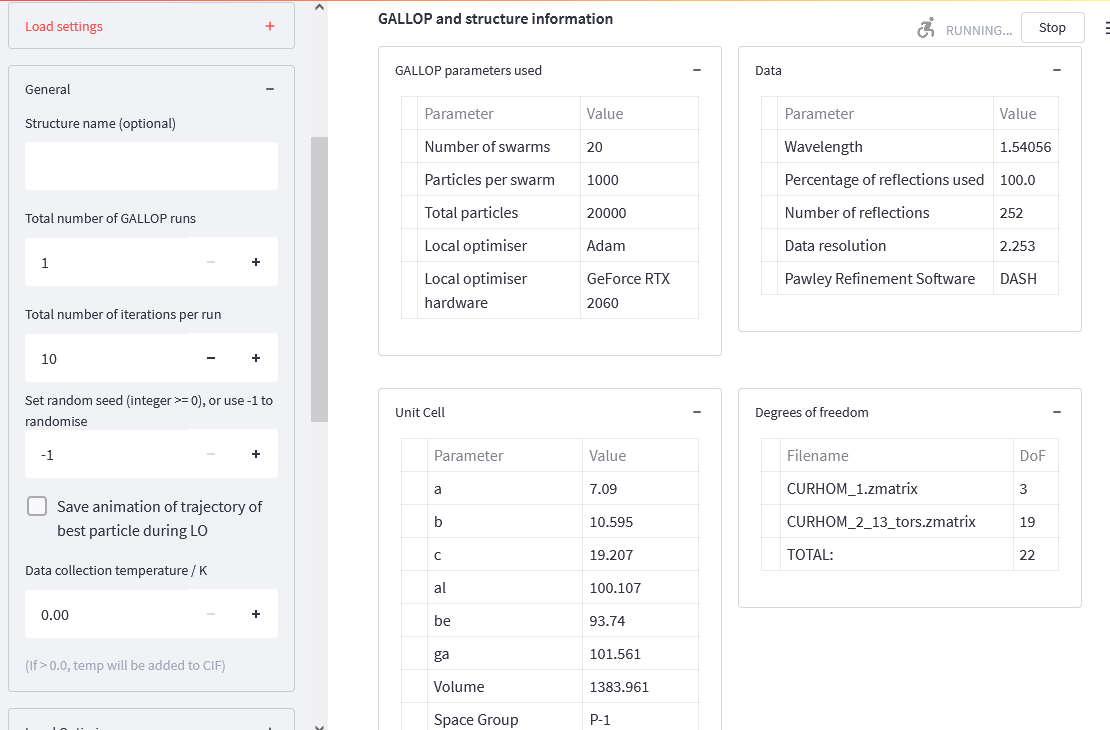 Load settings +
General −
Structure name (optional)
Total number of GALLOP runs
1 − +
Total number of iterations per run
10 − +
Set random seed (integer >= 0), or use -1 to
randomise
-1 − +
Save animation of trajectory of
best particle during LO
Data collection temperature / K
0.00 − +
(If > 0.0, temp will be added to CIF)
GALLOP and structure information
RUNNING...
Stop
GALLOP parameters used −
Parameter Value
Number of swarms 20
Particles per swarm 1000
Total particles 20000
Local optimiser Adam
Local optimiser GeForce RTX
hardware 2060
Data −
Parameter Value
Wavelength 1.54056
Percentage of reflections used 100.0
Number of reflections 252
Data resolution 2.253
Pawley Refinement Software DASH
Unit Cell −
Parameter Value
a 7.09
b 10.595
c 19.207
al 100.107
be 93.74
ga 101.561
Volume 1383.961
Space Group P-1
Degrees of freedom −
Filename DoF
CURHOM_1.zmatrix 3
CURHOM_2_13_tors.zmatrix 19
TOTAL: 22